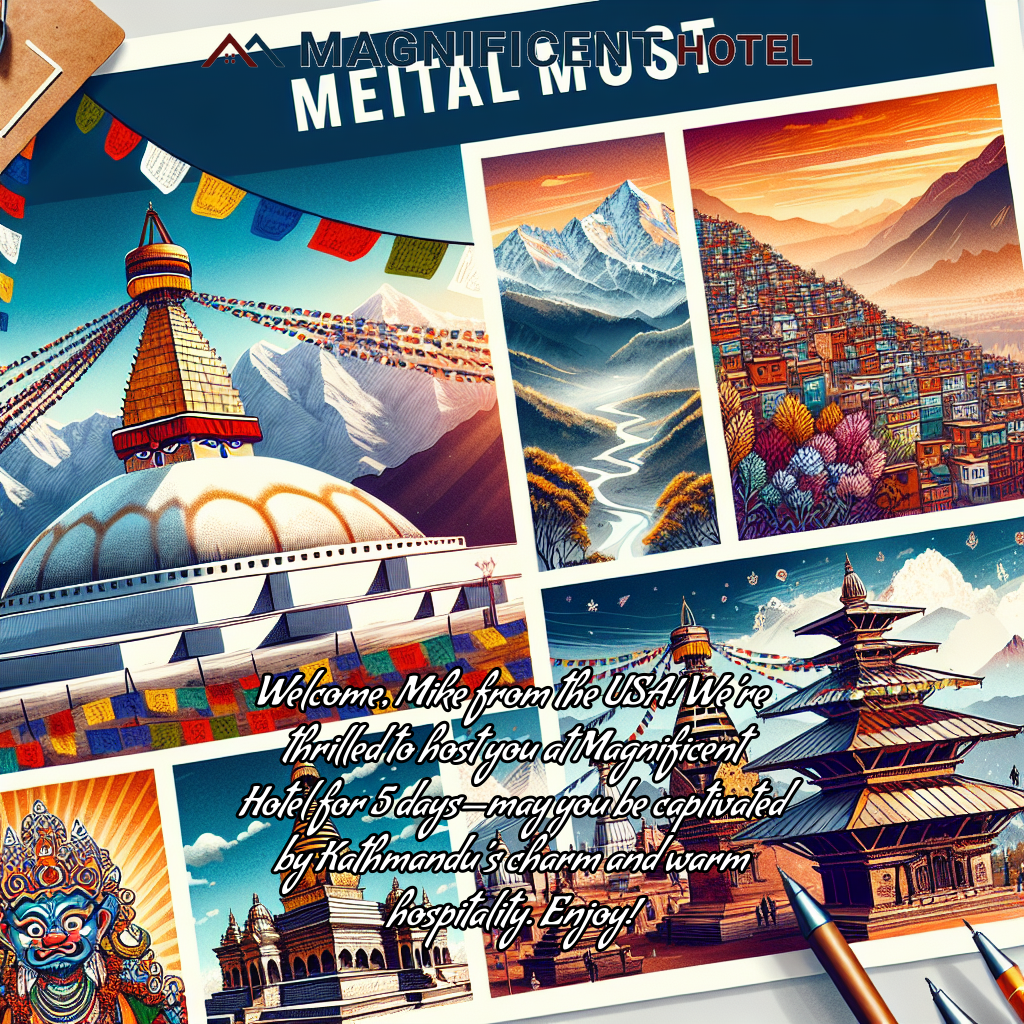 MAGNIFICENT HOTEL
MEITAL MOST
Welcome, Mike from the USA! We're
thrilled to host you at Magnificent
Hotel for 5 days—may you be captivated
by Kathmandu's charm and warm
hospitality. Enjoy!